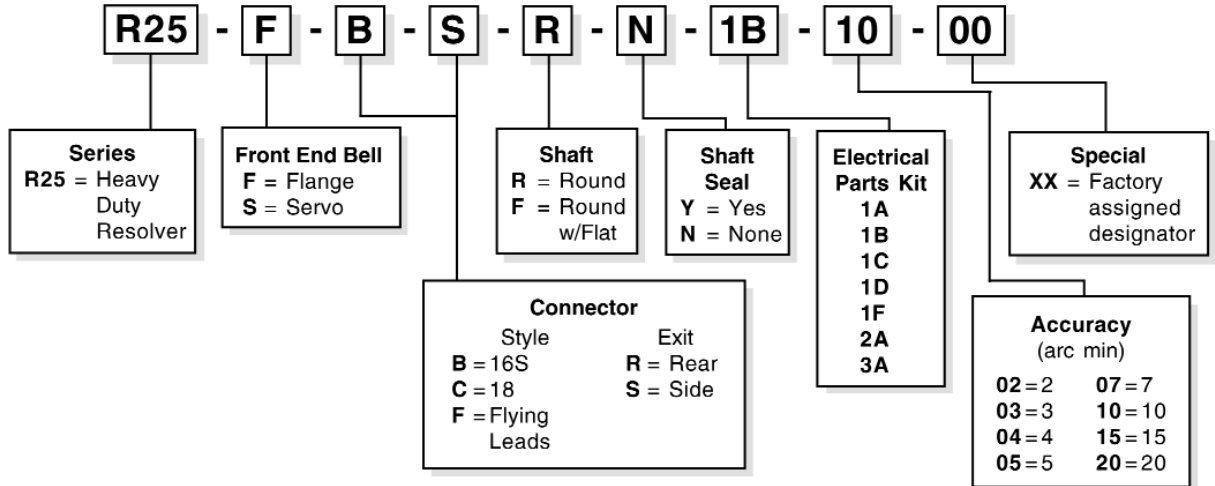 R25 - F - B - S - R - N - 1B - 10 - 00
Series
R25 = Heavy
Duty
Resolver
Front End Bell
F = Flange
S = Servo
Connector
Style
B = 16S
C = 18
F = Flying
Leads
Exit
R = Rear
S = Side
Shaft
R = Round
F = Round
w/Flat
Shaft
Seal
Y = Yes
N = None
Electrical
Parts Kit
1A
1B
1C
1D
1F
2A
3A
Accuracy
(arc min)
02 = 2 07 = 7
03 = 3 10 = 10
04 = 4 15 = 15
05 = 5 20 = 20
Special
XX = Factory
assigned
designator